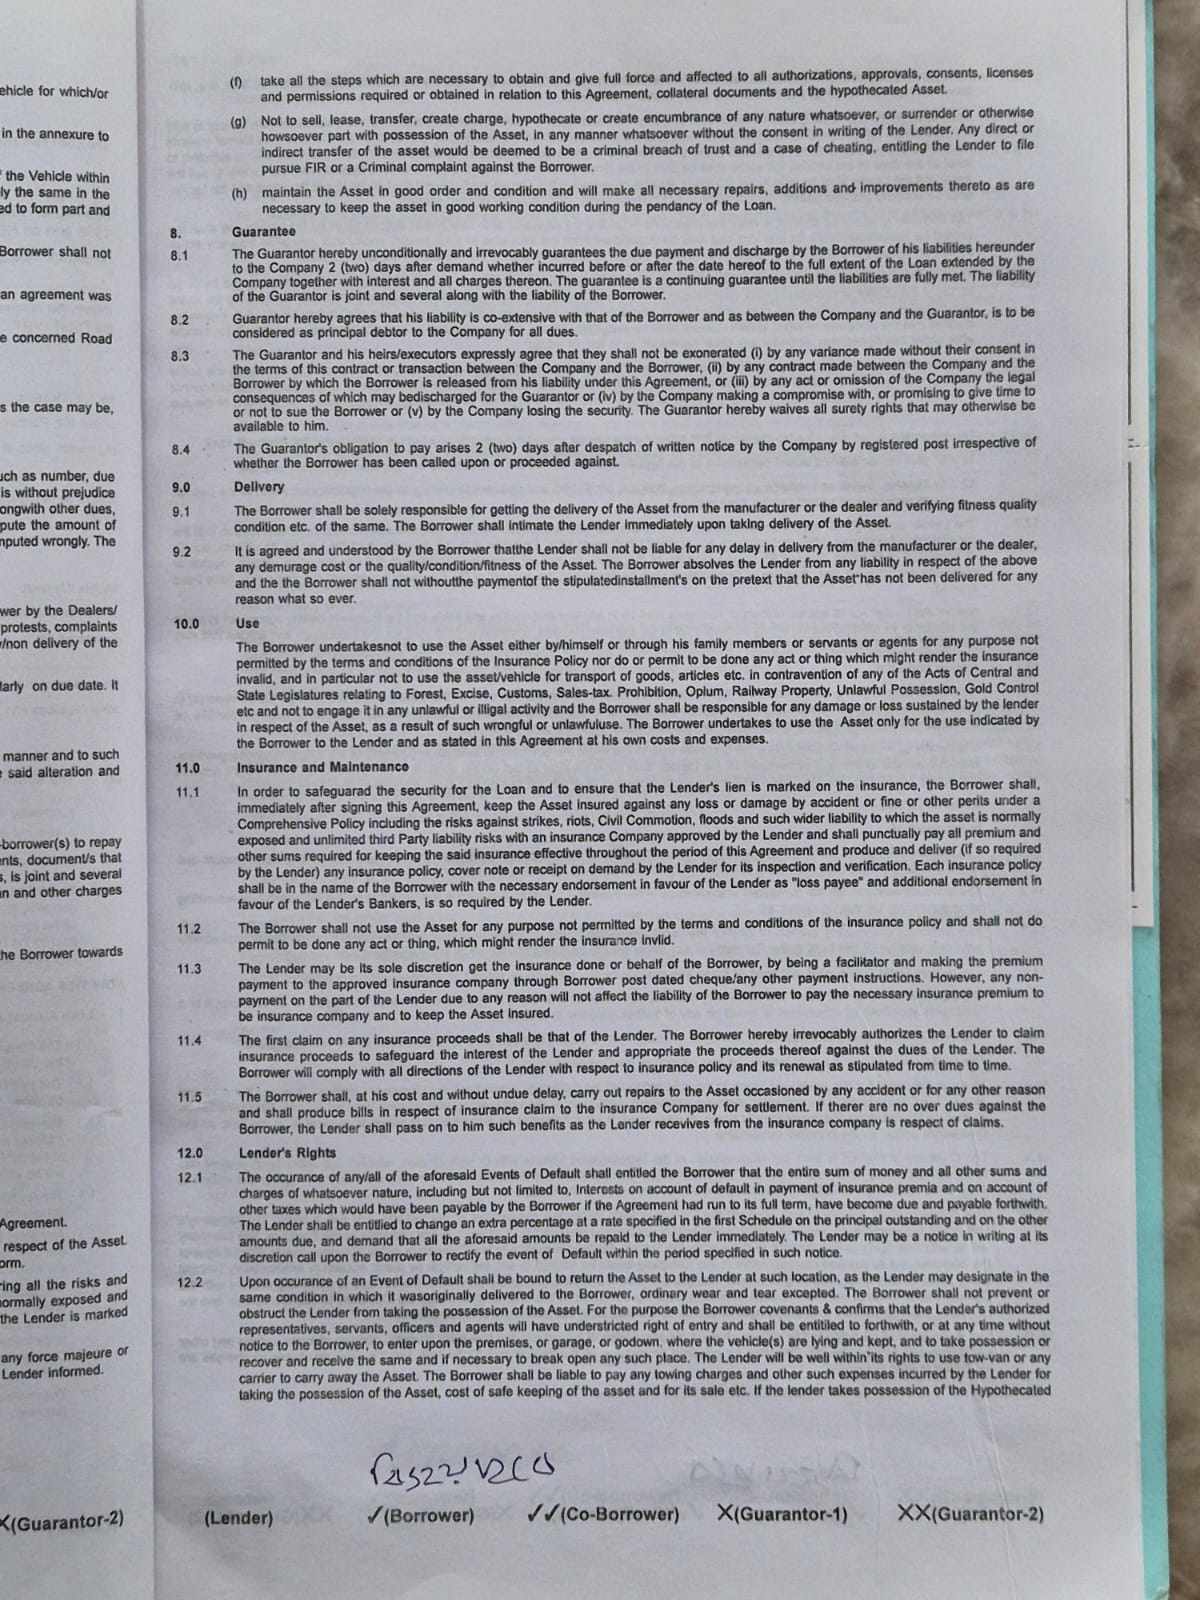 ehicle for which/or
in the annexure to
the Vehicle within
ly the same in the
ed to form part and
Borrower shall not
an agreement was
e concerned Road
s the case may be,
uch as number, due
is without prejudice
ongwith other dues,
pute the amount of
nputed wrongly. The
wer by the Dealers/
protests, complaints
/non delivery of the
larly on due date. It
manner and to such
said alteration and
-borrower(s) to repay
ents, document/s that
s, is joint and several
an and other charges
the Borrower towards
Agreement.
respect of the Asset.
orm.
ring all the risks and
normally exposed and
the Lender is marked
any force majeure or
Lender informed.
X(Guarantor-2)
(f) take all the steps which are necessary to obtain and give full force and affected to all authorizations, approvals, consents, licenses
and permissions required or obtained in relation to this Agreement, collateral documents and the hypothecated Asset.
(g) Not to sell, lease, transfer, create charge, hypothecate or create encumbrance of any nature whatsoever, or surrender or otherwise
howsoever part with possession of the Asset, in any manner whatsoever without the consent in writing of the Lender. Any direct or
indirect transfer of the asset would be deemed to be a criminal breach of trust and a case of cheating, entitling the Lender to file
pursue FIR or a Criminal complaint against the Borrower.
(h) maintain the Asset in good order and condition and will make all necessary repairs, additions and improvements thereto as are
necessary to keep the asset in good working condition during the pendancy of the Loan.
8. Guarantee
8.1 The Guarantor hereby unconditionally and irrevocably guarantees the due payment and discharge by the Borrower of his liabilities hereunder
to the Company 2 (two) days after demand whether incurred before or after the date hereof to the full extent of the Loan extended by the
Company together with interest and all charges thereon. The guarantee is a continuing guarantee until the liabilities are fully met. The liability
of the Guarantor is joint and several along with the liability of the Borrower.
8.2 Guarantor hereby agrees that his liability is co-extensive with that of the Borrower and as between the Company and the Guarantor, is to be
considered as principal debtor to the Company for all dues.
8.3 The Guarantor and his heirs/executors expressly agree that they shall not be exonerated (i) by any variance made without their consent in
the terms of this contract or transaction between the Company and the Borrower, (ii) by any contract made between the Company and the
Borrower by which the Borrower is released from his liability under this Agreement, or (iii) by any act or omission of the Company the legal
consequences of which may bedischarged for the Guarantor or (iv) by the Company making a compromise with, or promising to give time to
or not to sue the Borrower or (v) by the Company losing the security. The Guarantor hereby waives all surety rights that may otherwise be
available to him.
8.4 The Guarantor's obligation to pay arises 2 (two) days after despatch of written notice by the Company by registered post irrespective of
whether the Borrower has been called upon or proceeded against.
9.0 Delivery
9.1 The Borrower shall be solely responsible for getting the delivery of the Asset from the manufacturer or the dealer and verifying fitness quality
condition etc. of the same. The Borrower shall intimate the Lender immediately upon taking delivery of the Asset.
9.2 It is agreed and understood by the Borrower thatthe Lender shall not be liable for any delay in delivery from the manufacturer or the dealer,
any demurage cost or the quality/condition/fitness of the Asset. The Borrower absolves the Lender from any liability in respect of the above
and the the Borrower shall not withoutthe paymentof the stipulatedinstallment's on the pretext that the Asset has not been delivered for any
reason what so ever.
10.0 Use
The Borrower undertakesnot to use the Asset either by/himself or through his family members or servants or agents for any purpose not
permitted by the terms and conditions of the Insurance Policy nor do or permit to be done any act or thing which might render the insurance
invalid, and in particular not to use the asset/vehicle for transport of goods, articles etc. in contravention of any of the Acts of Central and
State Legislatures relating to Forest, Excise, Customs, Sales-tax. Prohibition, Opium, Railway Property, Unlawful Possession, Gold Control
etc and not to engage it in any unlawful or illigal activity and the Borrower shall be responsible for any damage or loss sustained by the lender
in respect of the Asset, as a result of such wrongful or unlawfuluse. The Borrower undertakes to use the Asset only for the use indicated by
the Borrower to the Lender and as stated in this Agreement at his own costs and expenses.
11.0 Insurance and Maintenance
11.1 In order to safeguarad the security for the Loan and to ensure that the Lender's lien is marked on the insurance, the Borrower shall,
immediately after signing this Agreement, keep the Asset insured against any loss or damage by accident or fine or other perils under a
Comprehensive Policy including the risks against strikes, riots, Civil Commotion, floods and such wider liability to which the asset is normally
exposed and unlimited third Party liability risks with an insurance Company approved by the Lender and shall punctually pay all premium and
other sums required for keeping the said insurance effective throughout the period of this Agreement and produce and deliver (if so required
by the Lender) any insurance policy, cover note or receipt on demand by the Lender for its inspection and verification. Each insurance policy
shall be in the name of the Borrower with the necessary endorsement in favour of the Lender as "loss payee" and additional endorsement in
favour of the Lender's Bankers, is so required by the Lender.
11.2 The Borrower shall not use the Asset for any purpose not permitted by the terms and conditions of the insurance policy and shall not do
permit to be done any act or thing, which might render the insurance invlid.
11.3 The Lender may be its sole discretion get the insurance done or behalf of the Borrower, by being a facilitator and making the premium
payment to the approved insurance company through Borrower post dated cheque/any other payment instructions. However, any non-
payment on the part of the Lender due to any reason will not affect the liability of the Borrower to pay the necessary insurance premium to
be insurance company and to keep the Asset Insured.
11.4 The first claim on any insurance proceeds shall be that of the Lender. The Borrower hereby irrevocably authorizes the Lender to claim
insurance proceeds to safeguard the interest of the Lender and appropriate the proceeds thereof against the dues of the Lender. The
Borrower will comply with all directions of the Lender with respect to insurance policy and its renewal as stipulated from time to time.
11.5 The Borrower shall, at his cost and without undue delay, carry out repairs to the Asset occasioned by any accident or for any other reason
and shall produce bills in respect of insurance claim to the insurance Company for settlement. If therer are no over dues against the
Borrower, the Lender shall pass on to him such benefits as the Lender recevives from the insurance company is respect of claims.
12.0 Lender's Rights
12.1 The occurance of any/all of the aforesaid Events of Default shall entitled the Borrower that the entire sum of money and all other sums and
charges of whatsoever nature, including but not limited to, Interests on account of default in payment of insurance premia and on account of
other taxes which would have been payable by the Borrower if the Agreement had run to its full term, have become due and payable forthwith.
The Lender shall be entitlied to change an extra percentage at a rate specified in the first Schedule on the principal outstanding and on the other
amounts due, and demand that all the aforesaid amounts be repaid to the Lender immediately. The Lender may be a notice in writing at its
discretion call upon the Borrower to rectify the event of Default within the period specified in such notice.
12.2 Upon occurance of an Event of Default shall be bound to return the Asset to the Lender at such location, as the Lender may designate in the
same condition in which it wasoriginally delivered to the Borrower, ordinary wear and tear excepted. The Borrower shall not prevent or
obstruct the Lender from taking the possession of the Asset. For the purpose the Borrower covenants & confirms that the Lender's authorized
representatives, servants, officers and agents will have understricted right of entry and shall be entitiled to forthwith, or at any time without
notice to the Borrower, to enter upon the premises, or garage, or godown, where the vehicle(s) are lying and kept, and to take possession or
recover and receive the same and if necessary to break open any such place. The Lender will be well within its rights to use tow-van or any
carrier to carry away the Asset. The Borrower shall be liable to pay any towing charges and other such expenses incurred by the Lender for
taking the possession of the Asset, cost of safe keeping of the asset and for its sale etc. If the lender takes possession of the Hypothecated
(Lender) ✓(Borrower) ✓✓(Co-Borrower) X(Guarantor-1) XX(Guarantor-2)